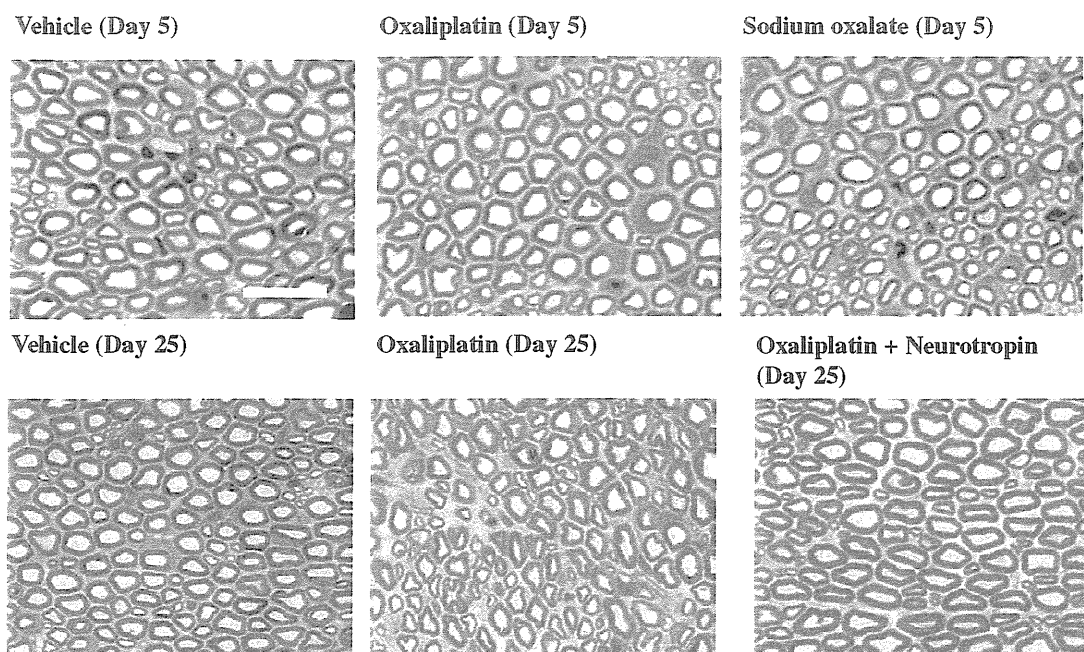 Vehicle (Day 5)
Oxaliplatin (Day 5)
Sodium oxalate (Day 5)
Vehicle (Day 25)
Oxaliplatin (Day 25)
Oxaliplatin + Neurotropin
(Day 25)